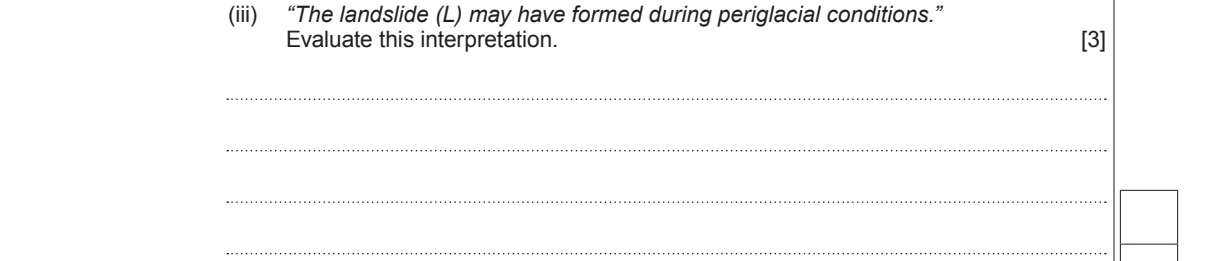 (iii) “The landslide (L) may have formed during periglacial conditions.”
Evaluate this interpretation. [3]